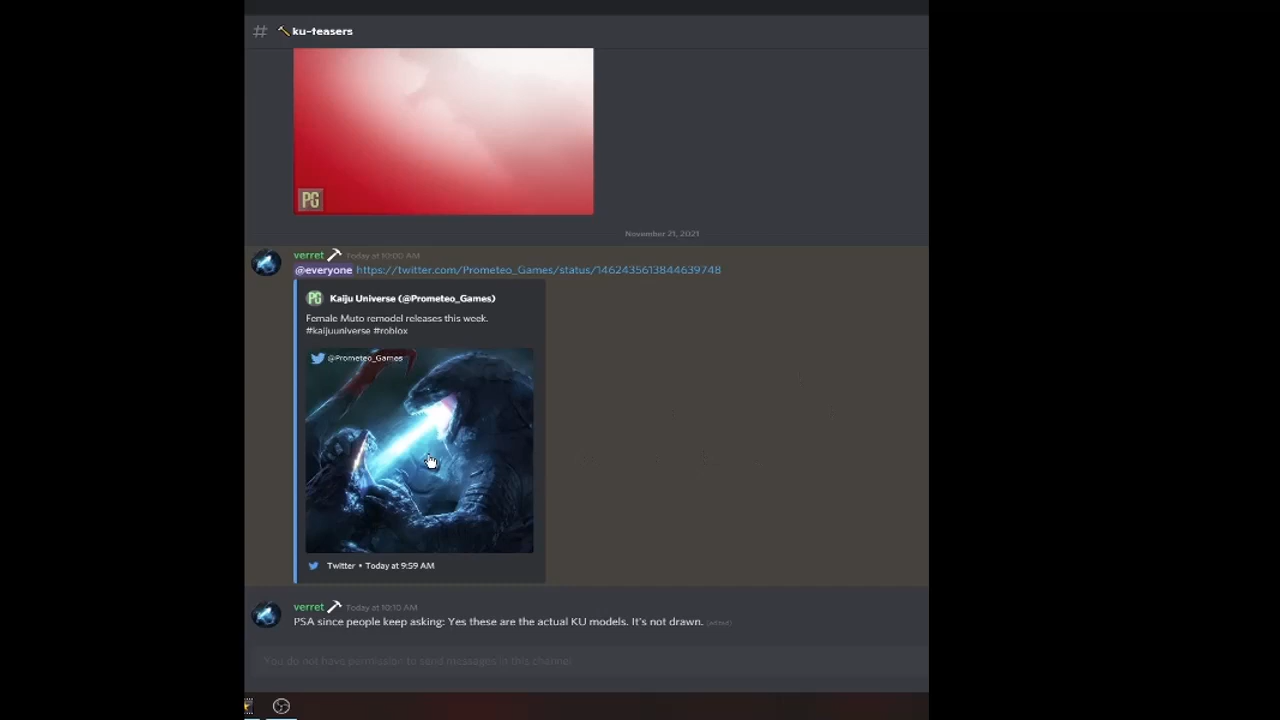 # ku-teasers
PG
November 21, 2021
verret Today at 10:00 AM
@everyone https://twitter.com/Prometeo_Games/status/1462435613844639748
PG Kaiju Universe (@Prometeo_Games)
Female Muto remodel releases this week.
#kaijuuniverse #roblox
@Prometeo_Games
Twitter • Today at 9:59 AM
verret Today at 10:10 AM
PSA since people keep asking: Yes these are the actual KU models. It's not drawn. (edited)
You do not have permission to send messages in this channel